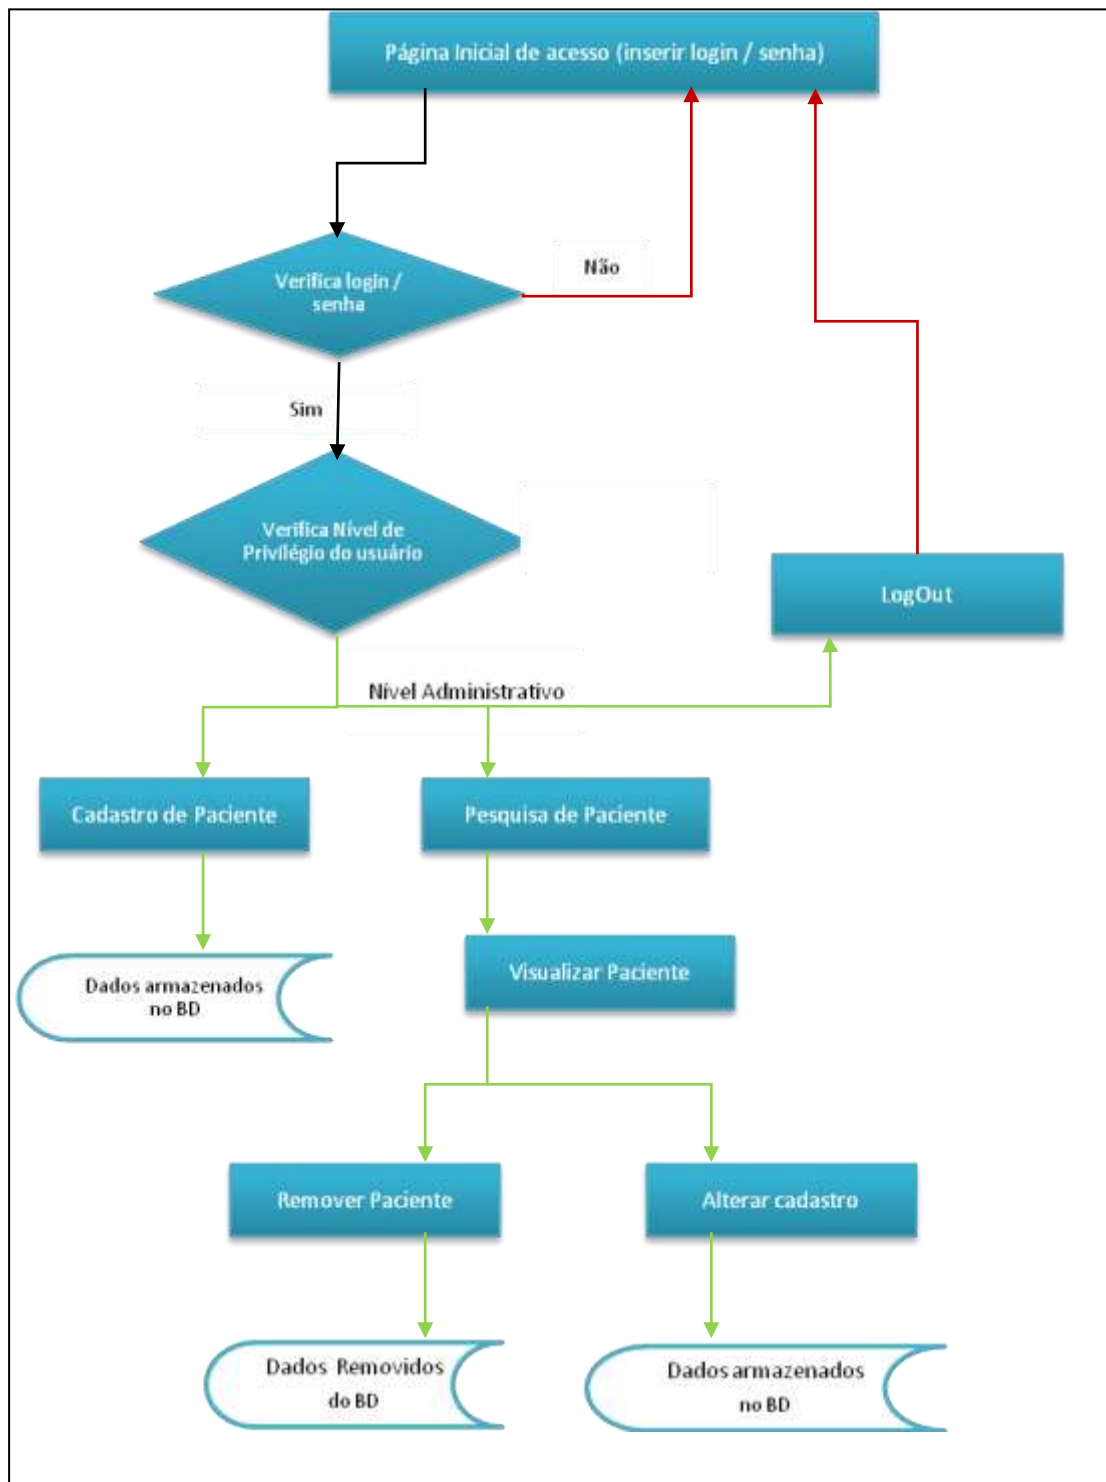 Página Inicial de acesso (inserir login / senha)
Verifica login /
senha
Não
Sim
Verifica Nível de
Privilégio do usuário
LogOut
Nível Administrativo
Cadastro de Paciente
Pesquisa de Paciente
Dados armazenados
no BD
Visualizar Paciente
Remover Paciente
Alterar cadastro
Dados Removidos
do BD
Dados armazenados
no BD